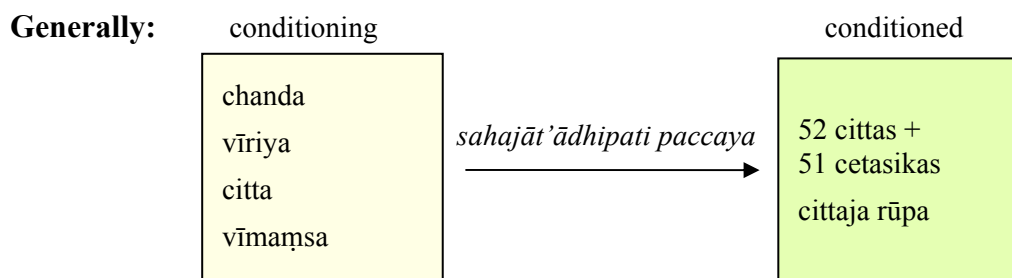 Generally: conditioning conditioned
chanda
vīriya
citta
vīmaṃsa
sahajāt’ādhipati paccaya
52 cittas +
51 cetasikas
cittaja rūpa